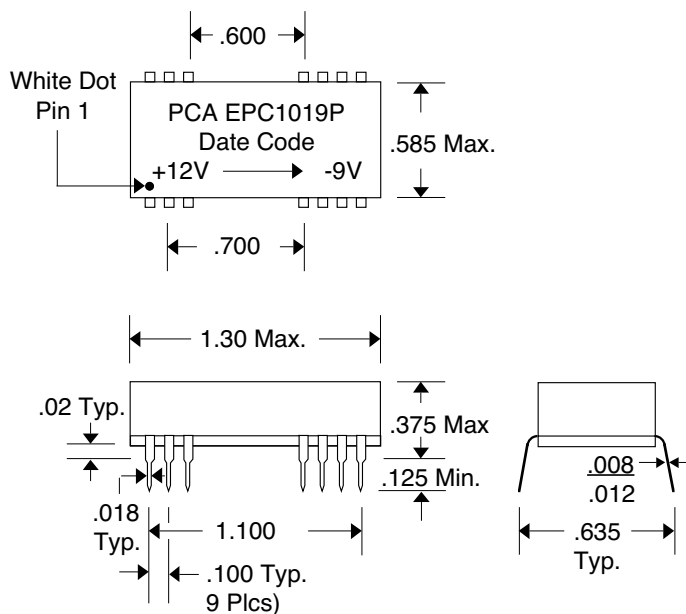 .600
White Dot
Pin 1
PCA EPC1019P
Date Code
+12V -9V
.585 Max.
.700
1.30 Max.
.02 Typ.
.375 Max
.125 Min.
.018
Typ.
1.100
.100 Typ.
9 Plcs)
.008
.012
.635
Typ.